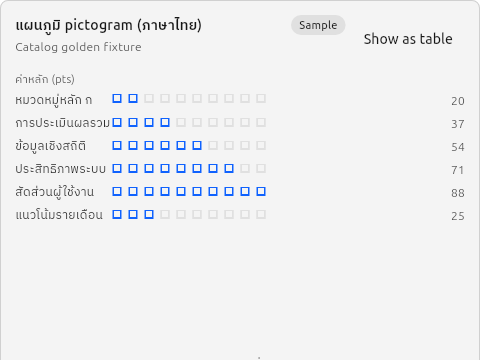 แผนภูมิ pictogram (ภาษาไทย)
Sample
Show as table
Catalog golden fixture
ค่าหลัก (pts)
หมวดหมู่หลัก ก 20
การประเมินผลรวม 37
ข้อมูลเชิงสถิติ 54
ประสิทธิภาพระบบ 71
สัดส่วนผู้ใช้งาน 88
แนวโน้มรายเดือน 25